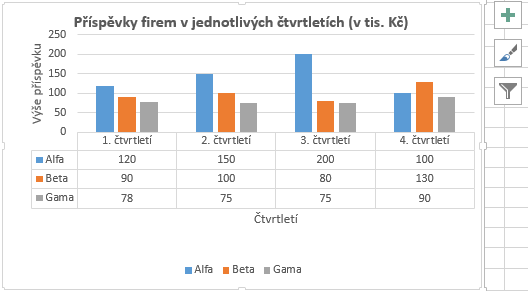 Příspěvky firem v jednotlivých čtvrtletích (v tis. Kč)
Výše příspěvku
250
200
150
100
50
0
1. čtvrtletí 2. čtvrtletí 3. čtvrtletí 4. čtvrtletí
Alfa 120 150 200 100
Beta 90 100 80 130
Gama 78 75 75 90
Čtvrtletí
Alfa Beta Gama